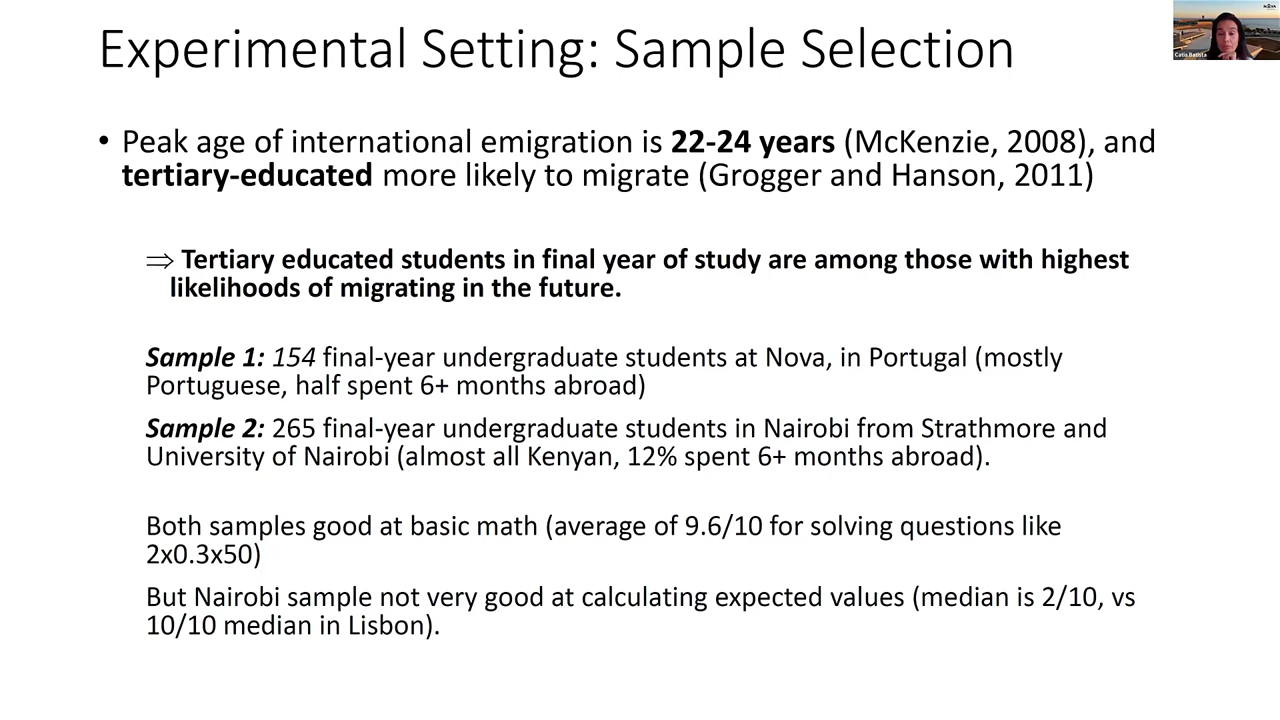 Experimental Setting: Sample Selection
• Peak age of international emigration is 22-24 years (McKenzie, 2008), and
tertiary-educated more likely to migrate (Grogger and Hanson, 2011)
⇒ Tertiary educated students in final year of study are among those with highest
likelihoods of migrating in the future.
Sample 1: 154 final-year undergraduate students at Nova, in Portugal (mostly
Portuguese, half spent 6+ months abroad)
Sample 2: 265 final-year undergraduate students in Nairobi from Strathmore and
University of Nairobi (almost all Kenyan, 12% spent 6+ months abroad).
Both samples good at basic math (average of 9.6/10 for solving questions like
2x0.3x50)
But Nairobi sample not very good at calculating expected values (median is 2/10, vs
10/10 median in Lisbon).